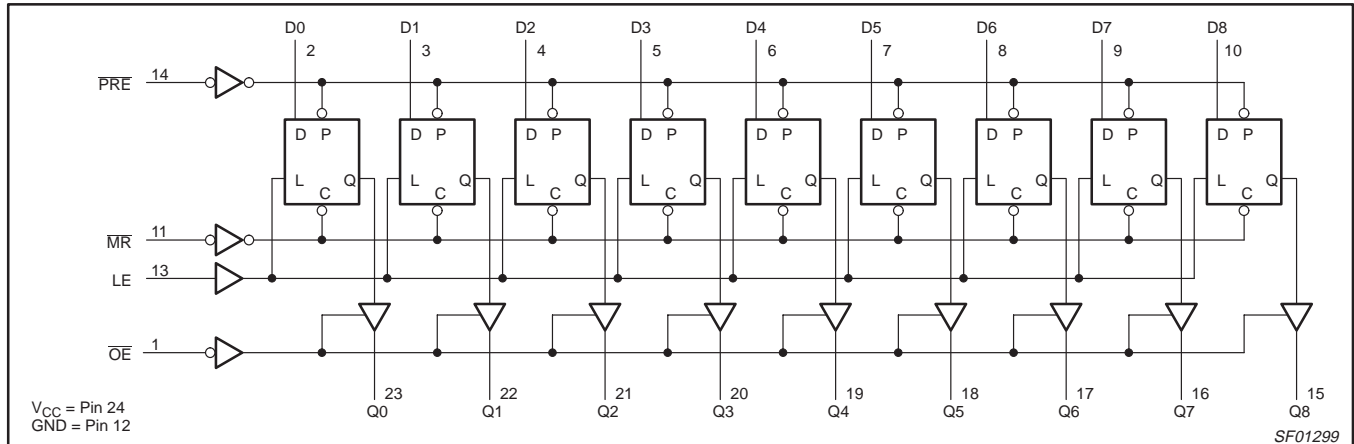 D0 D1 D2 D3 D4 D5 D6 D7 D8
2 3 4 5 6 7 8 9 10
PRE 14
D P D P D P D P D P D P D P D P D P
L Q L Q L Q L Q L Q L Q L Q L Q L Q
C C C C C C C C C
MR 11
LE 13
OE 1
23 22 21 20 19 18 17 16 15
Q0 Q1 Q2 Q3 Q4 Q5 Q6 Q7 Q8
VCC = Pin 24
GND = Pin 12
SF01299